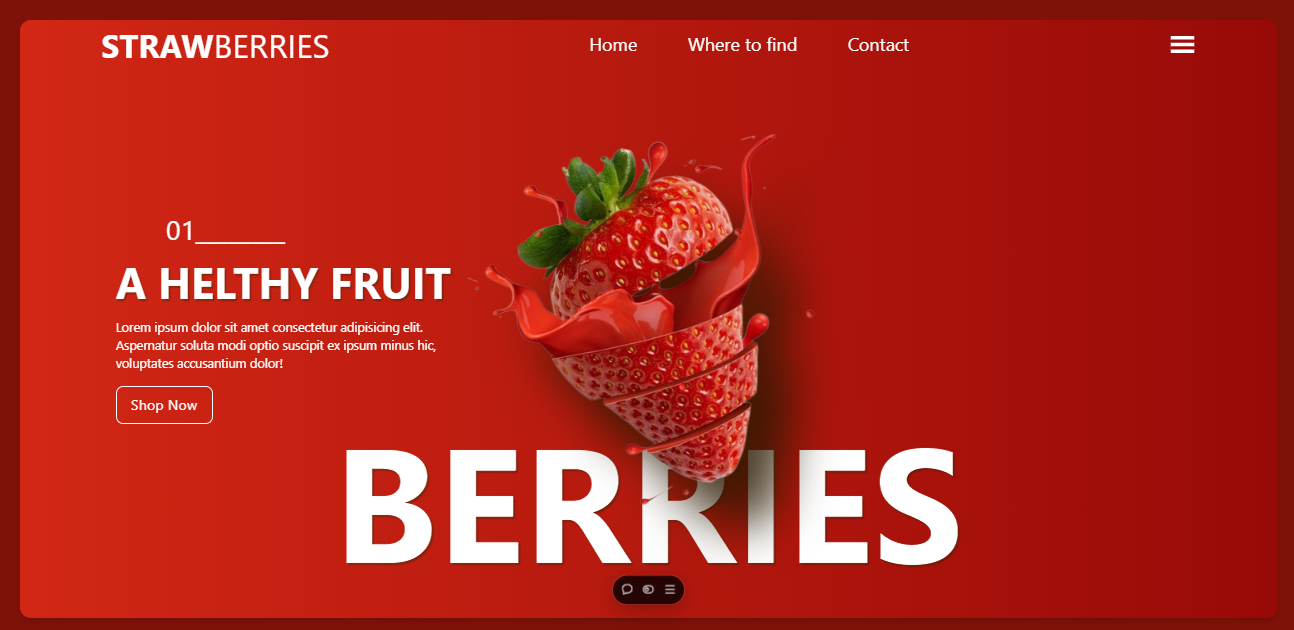 STRAWBERRIES
Home
Where to find
Contact
01________
A HELTHY FRUIT
Lorem ipsum dolor sit amet consectetur adipisicing elit.
Aspernatur soluta modi optio suscipit ex ipsum minus hic,
voluptates accusantium dolor!
Shop Now
BERRIES